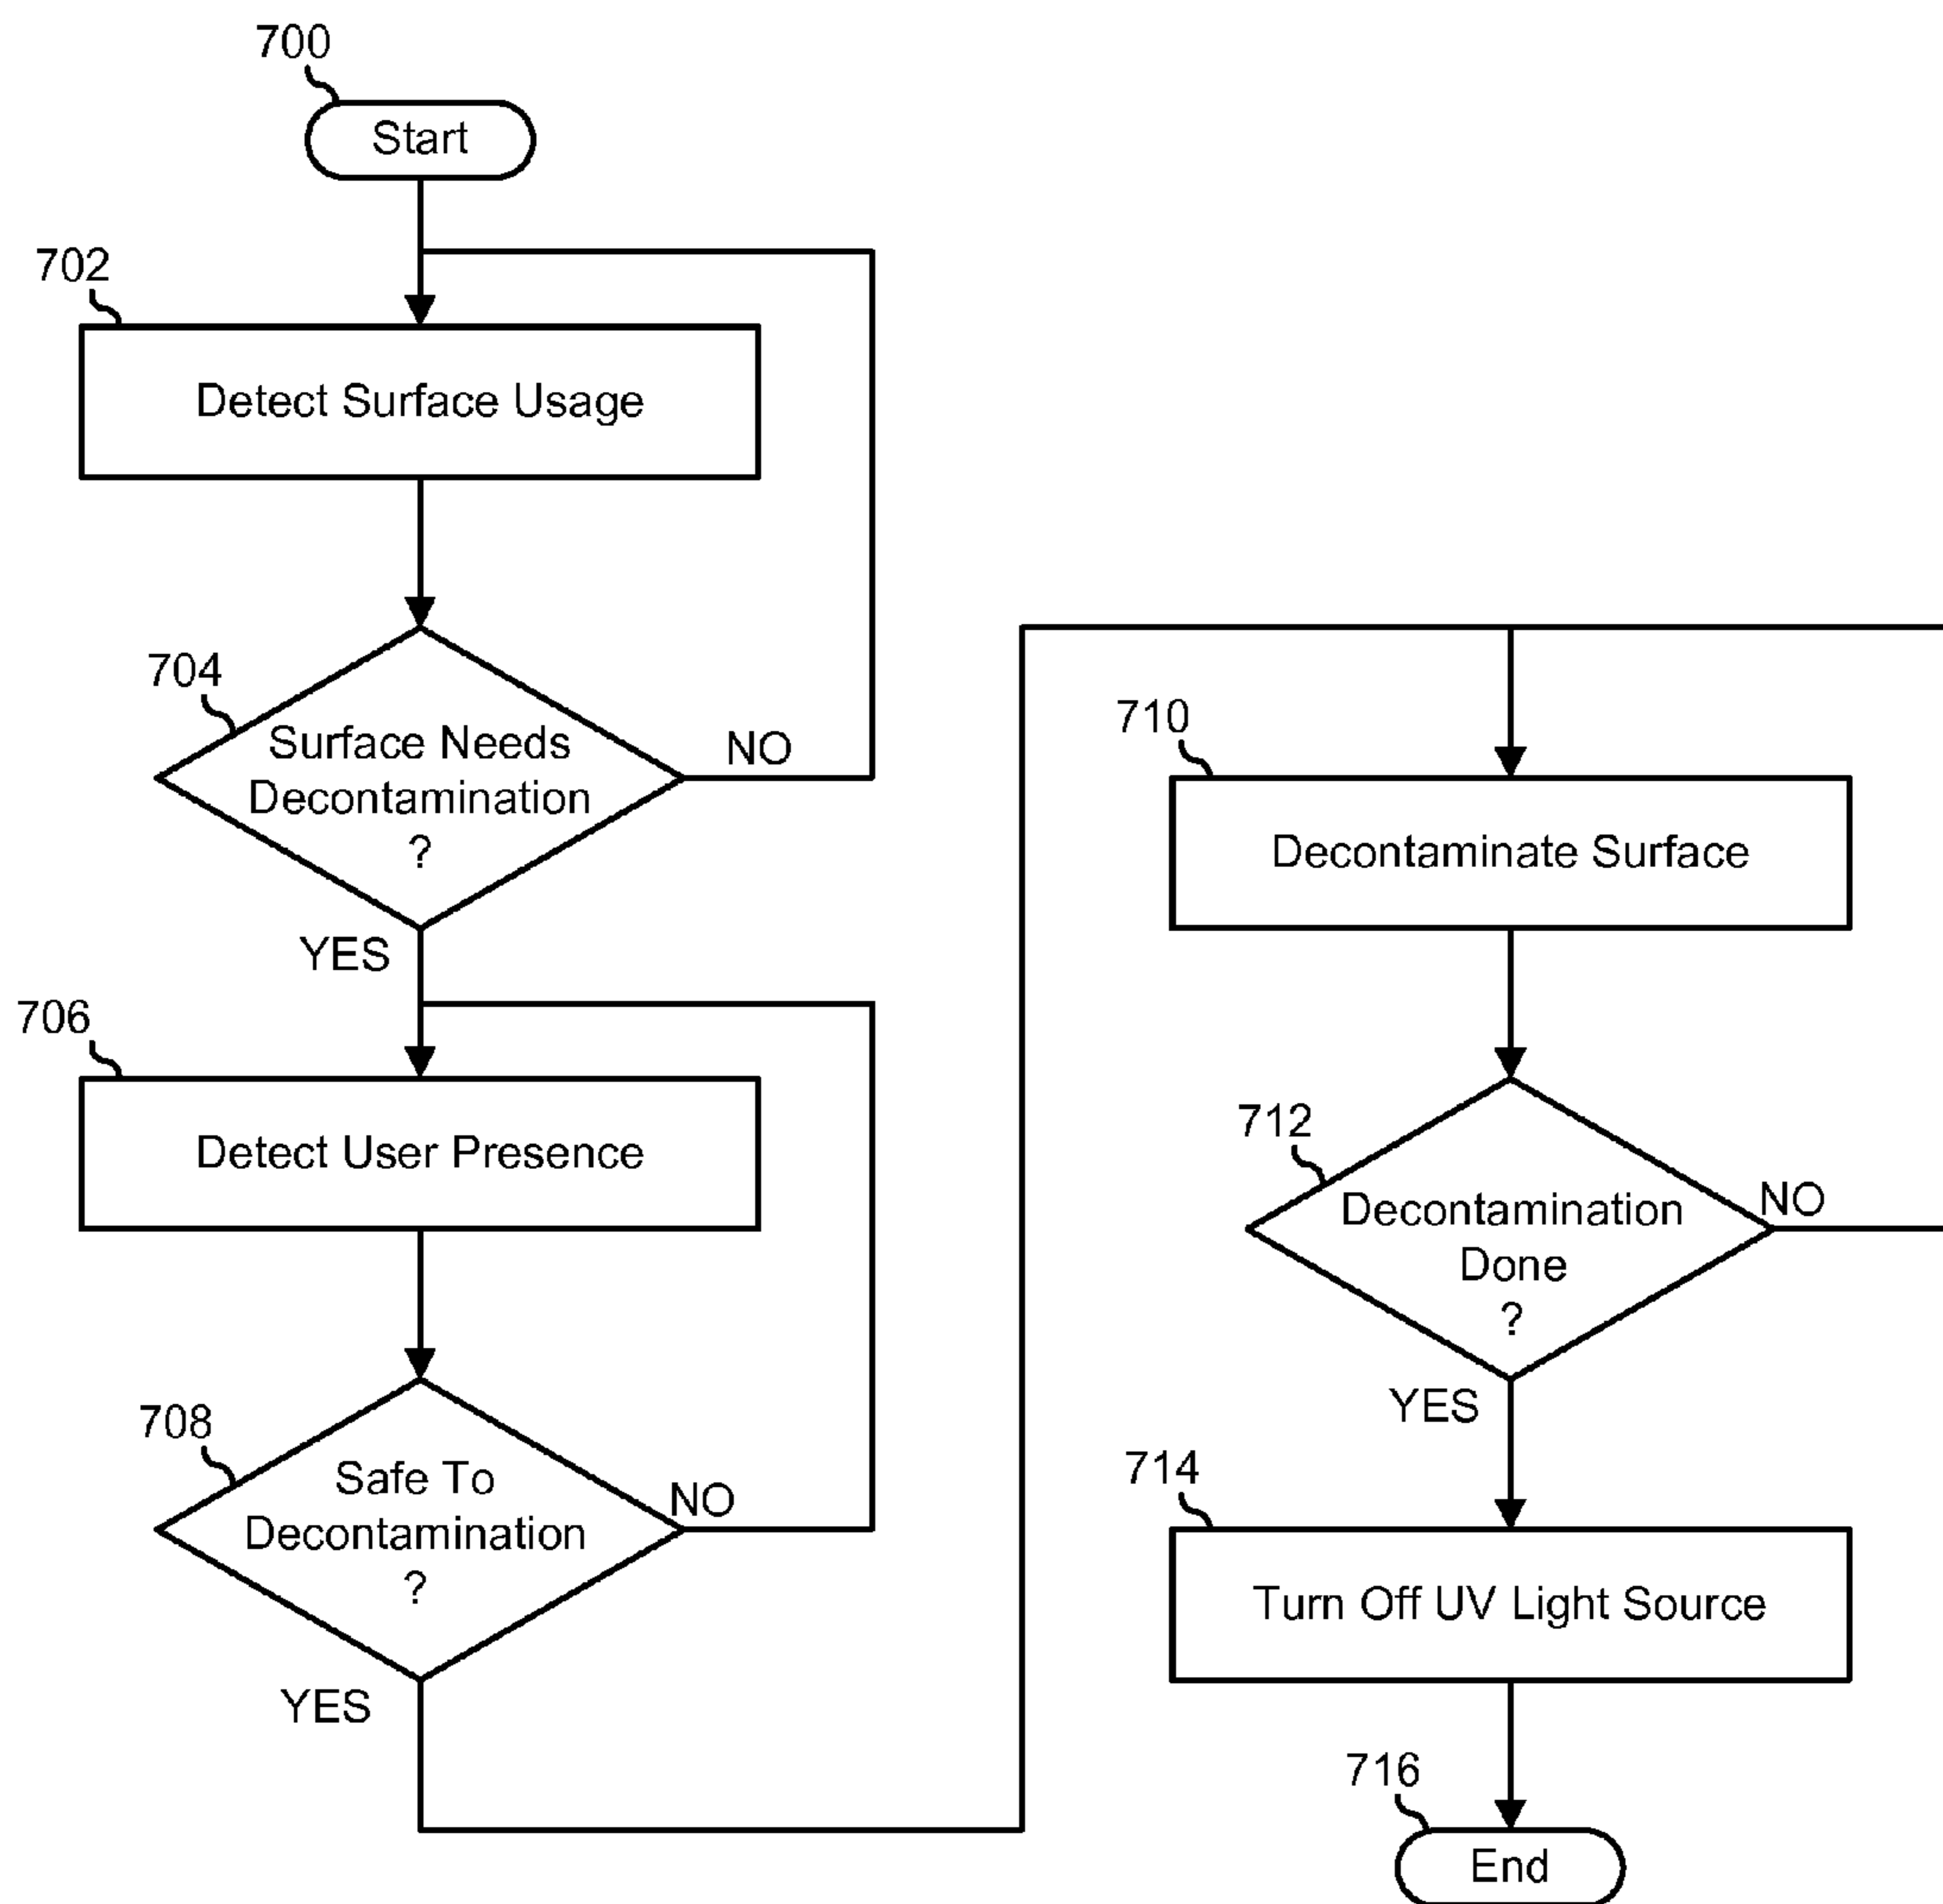 700
Start
702
Detect Surface Usage
704
Surface Needs
Decontamination
?
NO
YES
706
Detect User Presence
708
Safe To
Decontamination
?
NO
YES
710
Decontaminate Surface
712
Decontamination
Done
?
NO
YES
714
Turn Off UV Light Source
716
End